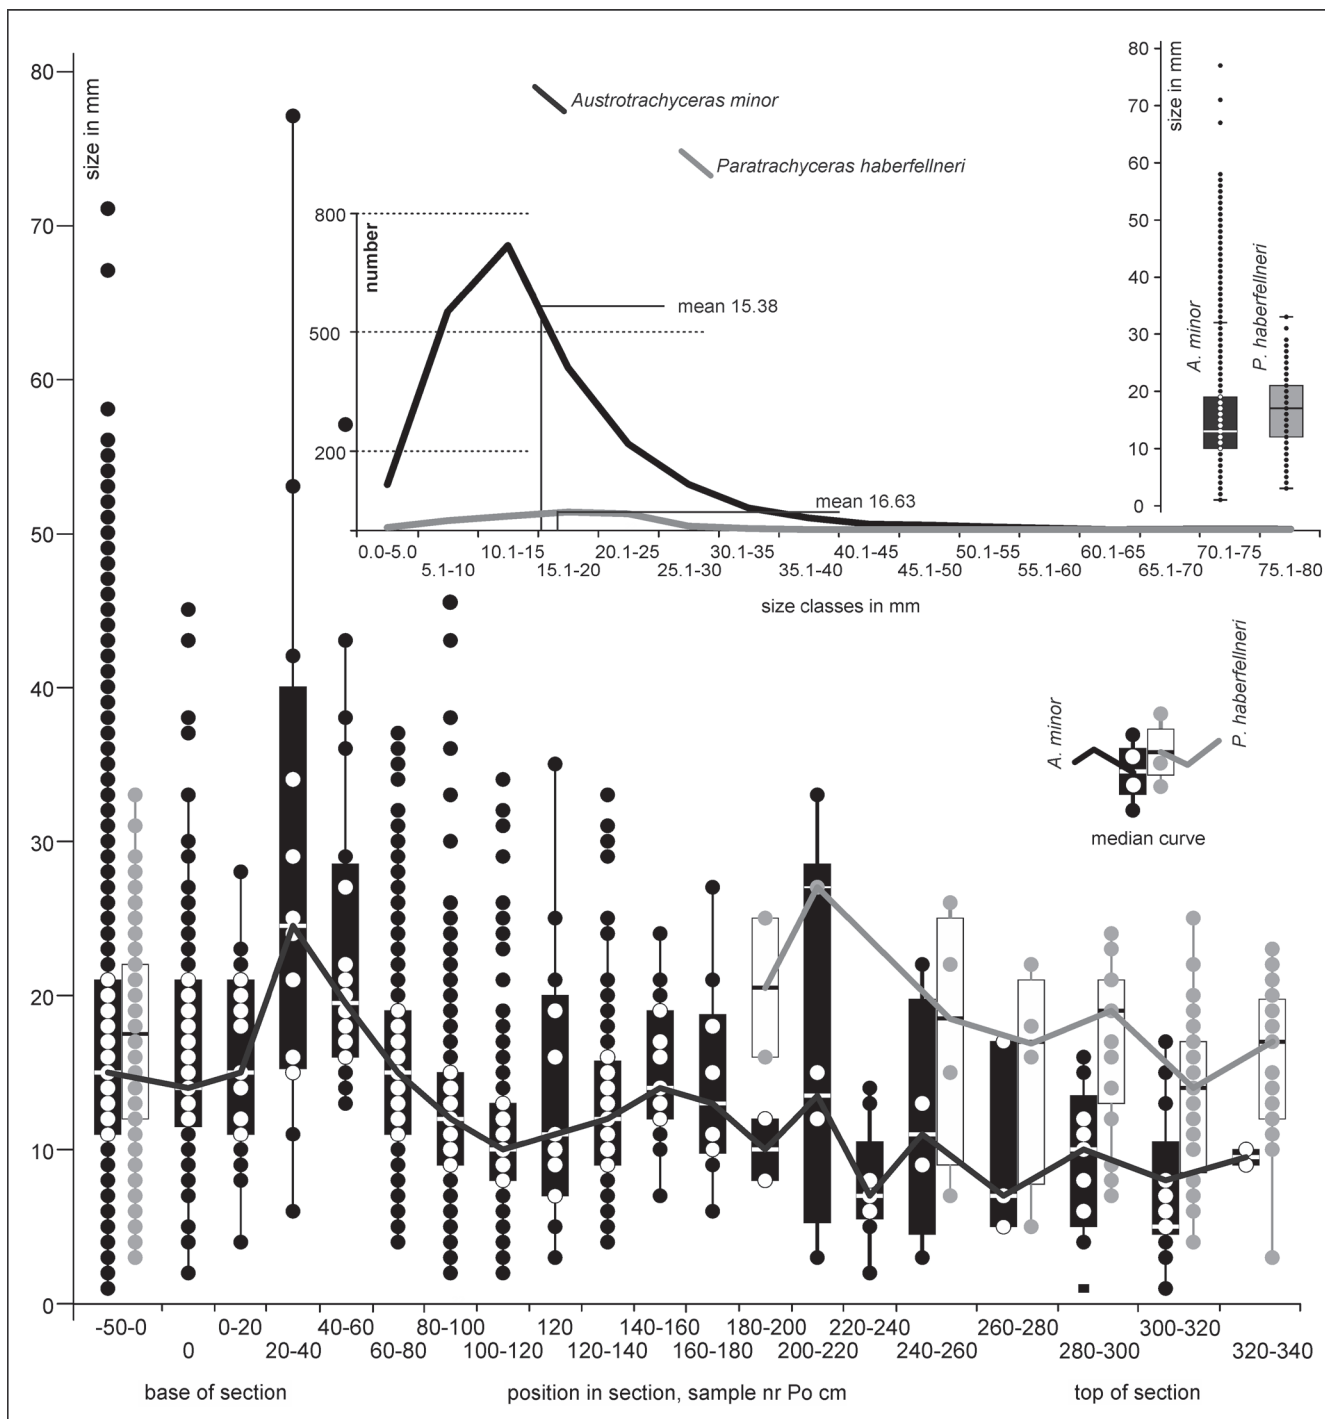 80
70
60
50
40
30
20
10
0
size in mm
Austrotrachyceras minor
Paratrachyceras haberfellneri
800
500
200
number
mean 15.38
mean 16.63
0.0-5.0 10.1-15 20.1-25 30.1-35 40.1-45 50.1-55 60.1-65 70.1-75
5.1-10 15.1-20 25.1-30 35.1-40 45.1-50 55.1-60 65.1-70 75.1-80
size classes in mm
80
70
60
50
40
30
20
10
0
size in mm
A. minor
P. haberfellneri
A. minor
P. haberfellneri
median curve
-50-0 0-20 40-60 80-100 120 140-160 180-200 220-240 260-280 300-320
0 20-40 60-80 100-120 120-140 160-180 200-220 240-260 280-300 320-340
base of section position in section, sample nr Po cm top of section